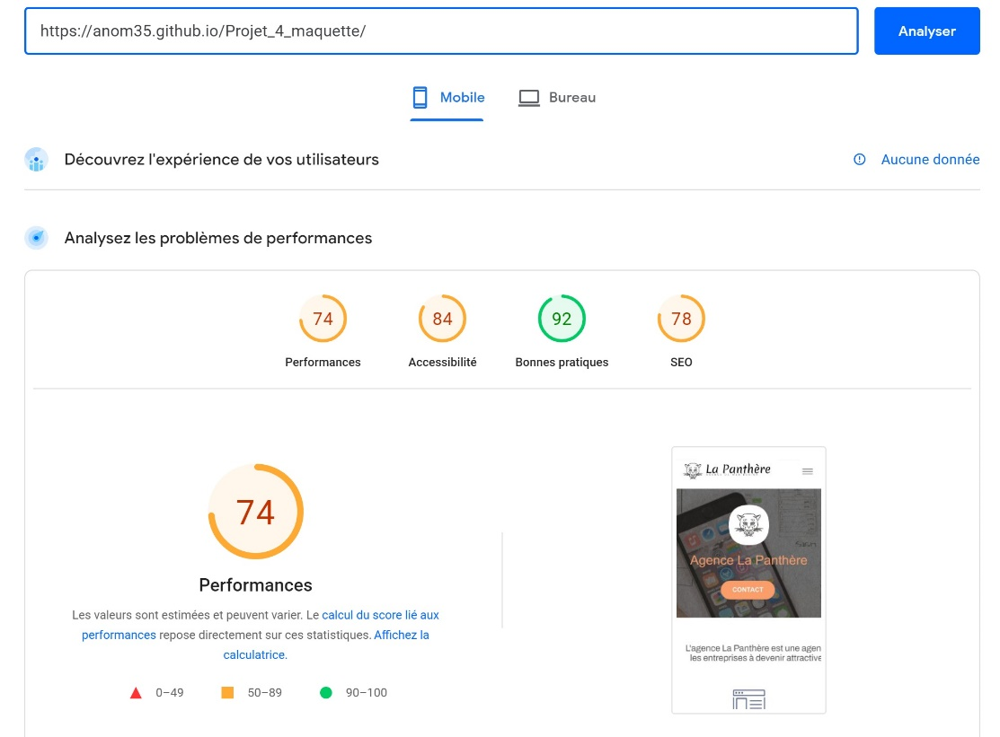 https://anom35.github.io/Projet_4_maquette/
Analyser
Mobile
Bureau
Découvrez l'expérience de vos utilisateurs
Aucune donnée
Analysez les problèmes de performances
74
84
92
78
Performances
Accessibilité
Bonnes pratiques
SEO
74
Performances
Les valeurs sont estimées et peuvent varier. Le calcul du score lié aux
performances repose directement sur ces statistiques. Affichez la
calculatrice.
0–49
50–89
90–100
La Panthère
Agence La Panthère
CONTACT
L'agence La Panthère est une agen
les entreprises à devenir attractive